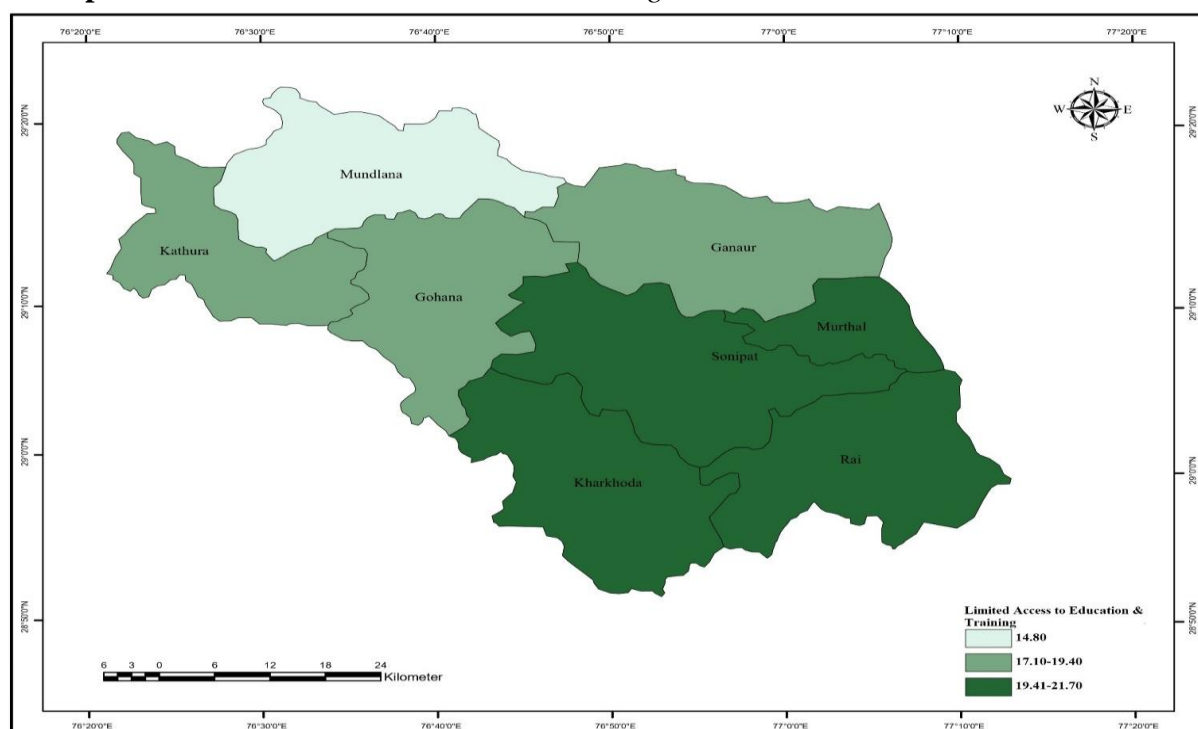 76°20'0"E 76°30'0"E 76°40'0"E 76°50'0"E 77°0'0"E 77°10'0"E 77°20'0"E
N
W E
S
29°20'0"N 29°20'0"N
Mundlana
Kathura
Ganaur
Gohana
29°10'0"N 29°10'0"N
Murthal
Sonipat
29°0'0"N 29°0'0"N
Rai
Kharkhoda
28°50'0"N 28°50'0"N
Limited Access to Education &
Training
14.80
17.10-19.40
19.41-21.70
6 3 0 6 12 18 24
Kilometer
76°20'0"E 76°30'0"E 76°40'0"E 76°50'0"E 77°0'0"E 77°10'0"E 77°20'0"E